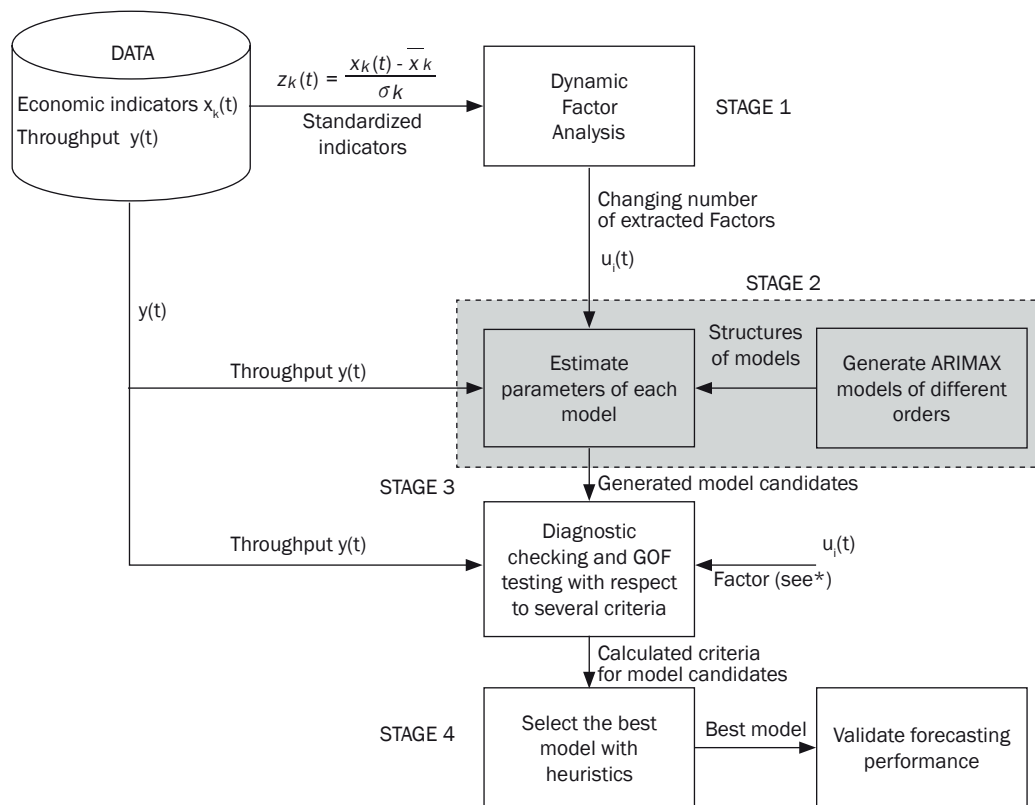 DATA
Economic indicators xₖ(t)
Throughput y(t)
zₖ(t) = (xₖ(t) - x̄ₖ) / σk
Standardized
indicators
Dynamic
Factor
Analysis
STAGE 1
Changing number
of extracted Factors
uᵢ(t)
STAGE 2
y(t)
Throughput y(t)
Estimate
parameters of each
model
Structures
of models
Generate ARIMAX
models of different
orders
STAGE 3
Generated model candidates
Throughput y(t)
Diagnostic
checking and GOF
testing with respect
to several criteria
uᵢ(t)
Factor (see*)
Calculated criteria
for model candidates
STAGE 4
Select the best
model with
heuristics
Best model
Validate forecasting
performance